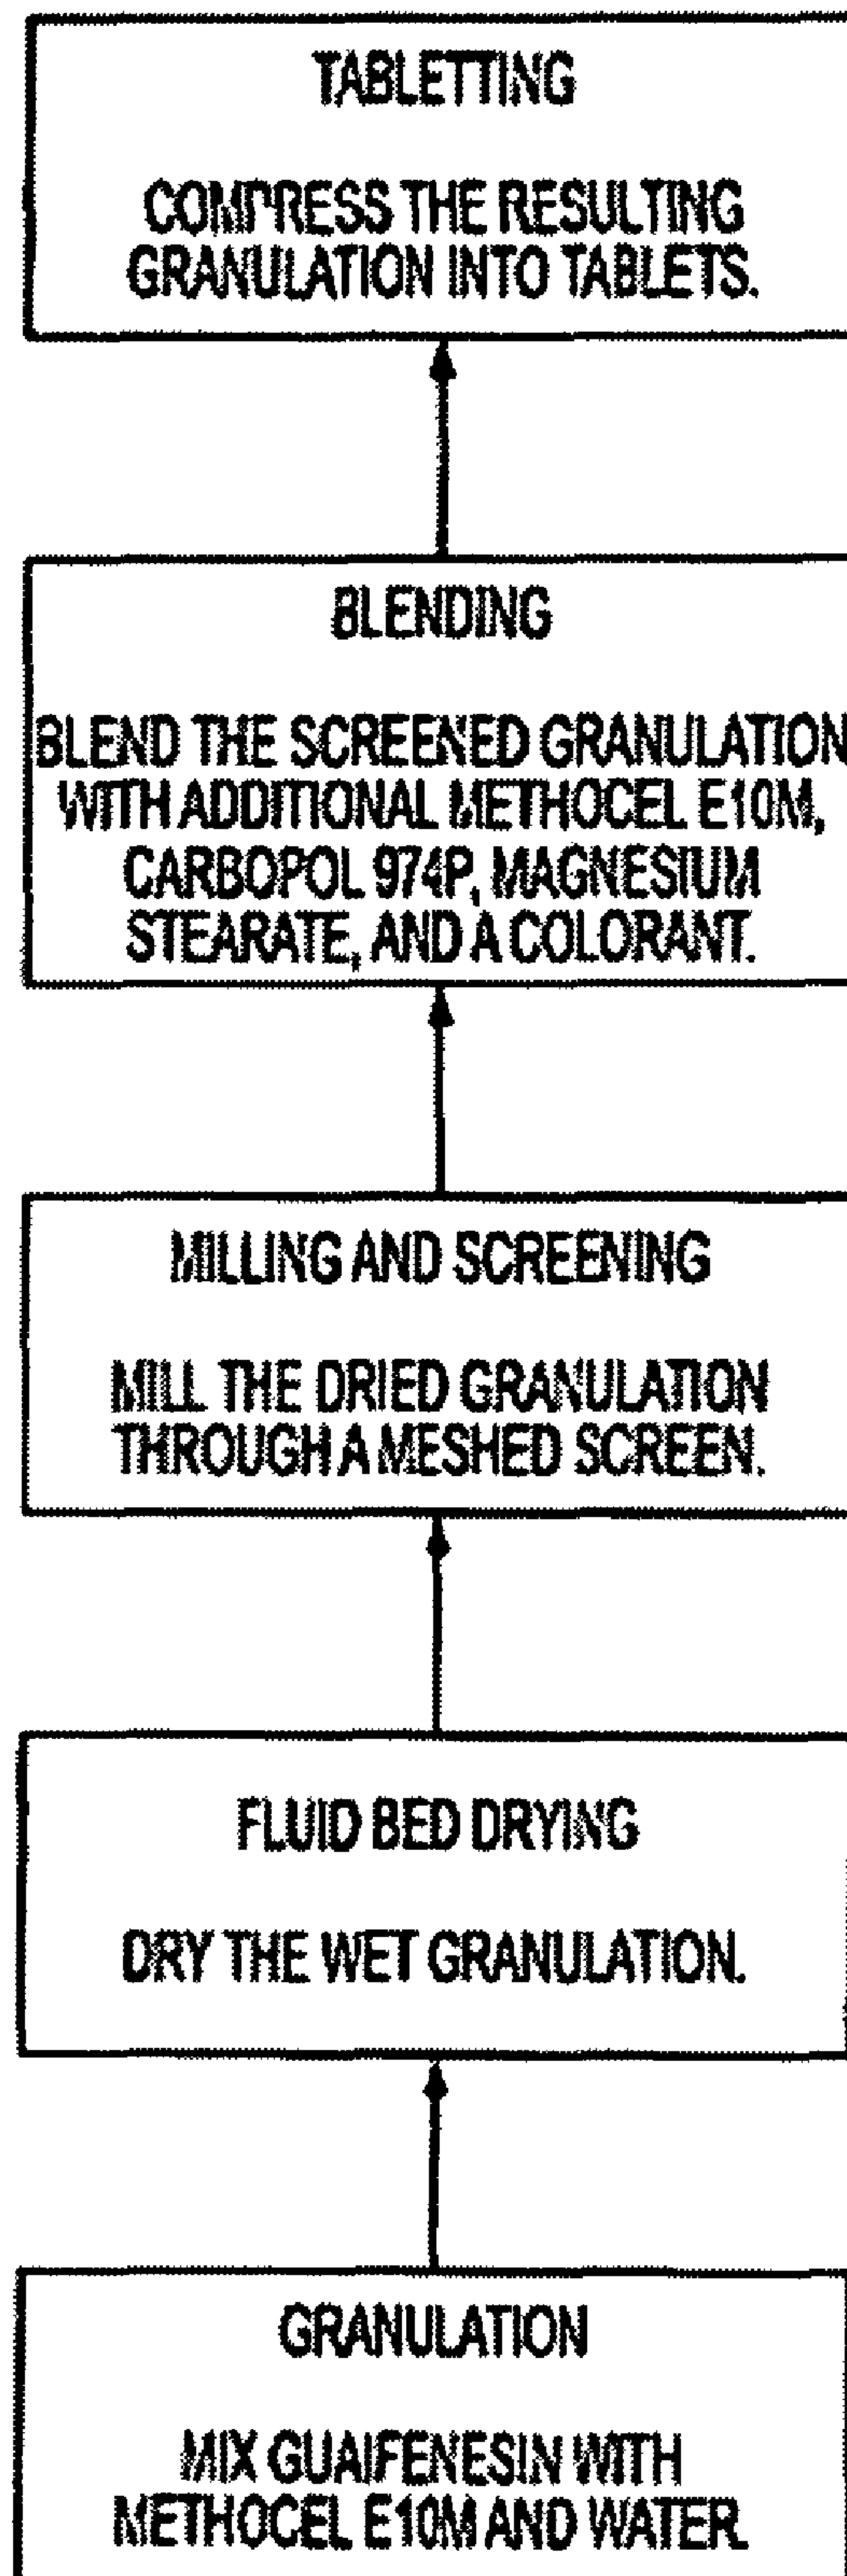 TABLETTING
COMPRESS THE RESULTING
GRANULATION INTO TABLETS.
BLENDING
BLEND THE SCREENED GRANULATION
WITH ADDITIONAL METHOCEL E10M,
CARBOPOL 974P, MAGNESIUM
STEARATE, AND A COLORANT.
MILLING AND SCREENING
MILL THE DRIED GRANULATION
THROUGH A MESHED SCREEN.
FLUID BED DRYING
DRY THE WET GRANULATION.
GRANULATION
MIX GUAIFENESIN WITH
METHOCEL E10M AND WATER.